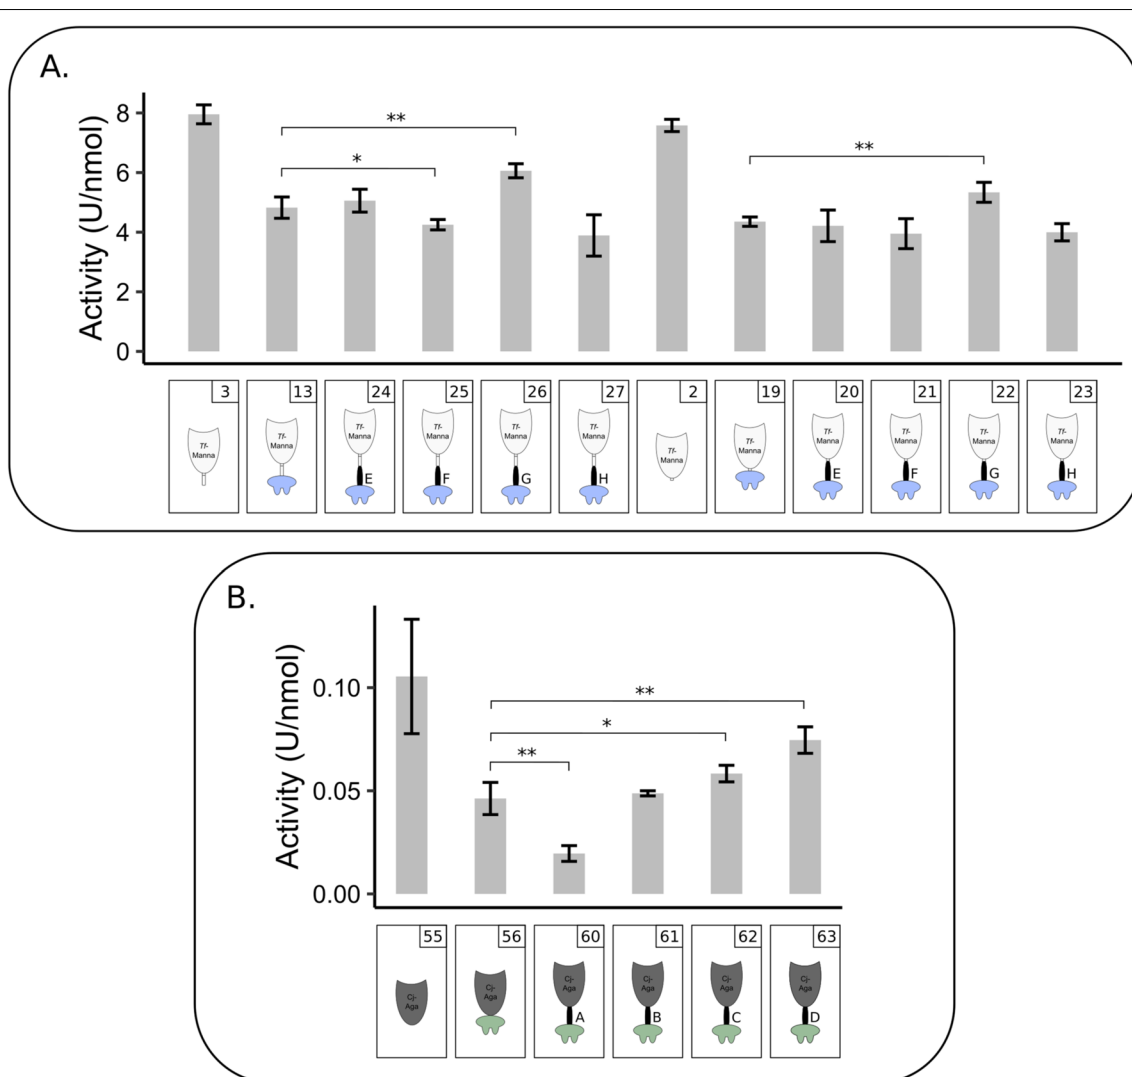 A.
Activity (U/nmol)
8
6
4
2
0
**
*
**
3 13 24 25 26 27 2 19 20 21 22 23
Tf-Manna
Tf-Manna
Tf-Manna E
Tf-Manna F
Tf-Manna G
Tf-Manna H
Tf-Manna
Tf-Manna
Tf-Manna E
Tf-Manna F
Tf-Manna G
Tf-Manna H
B.
Activity (U/nmol)
0.10
0.05
0.00
**
*
**
55 56 60 61 62 63
Cj-Aga
Cj-Aga
Cj-Aga A
Cj-Aga B
Cj-Aga C
Cj-Aga D